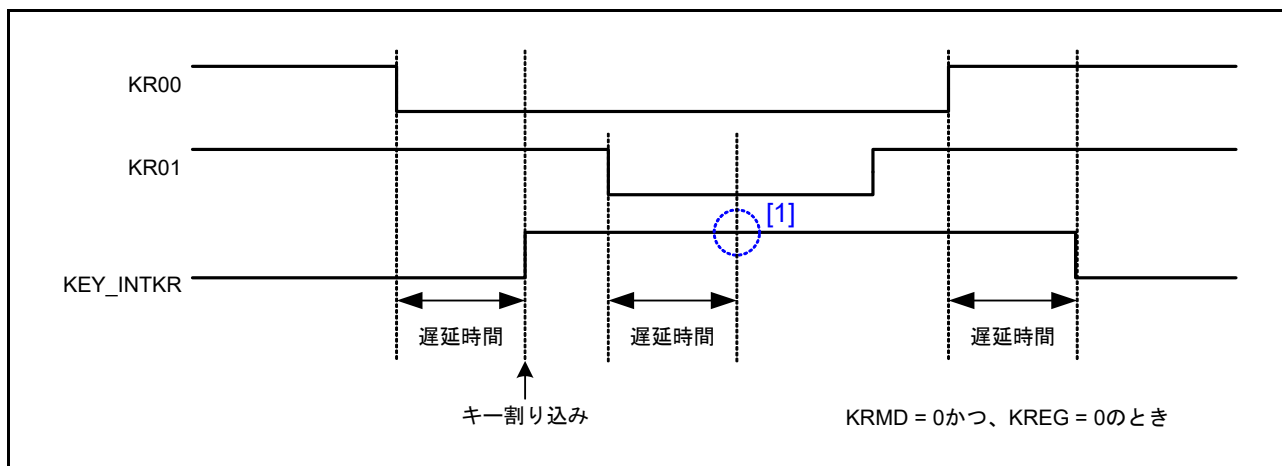 KR00
KR01
[1]
KEY_INTKR
遅延時間
遅延時間
遅延時間
キー割り込み
KRMD = 0かつ、KREG = 0のとき